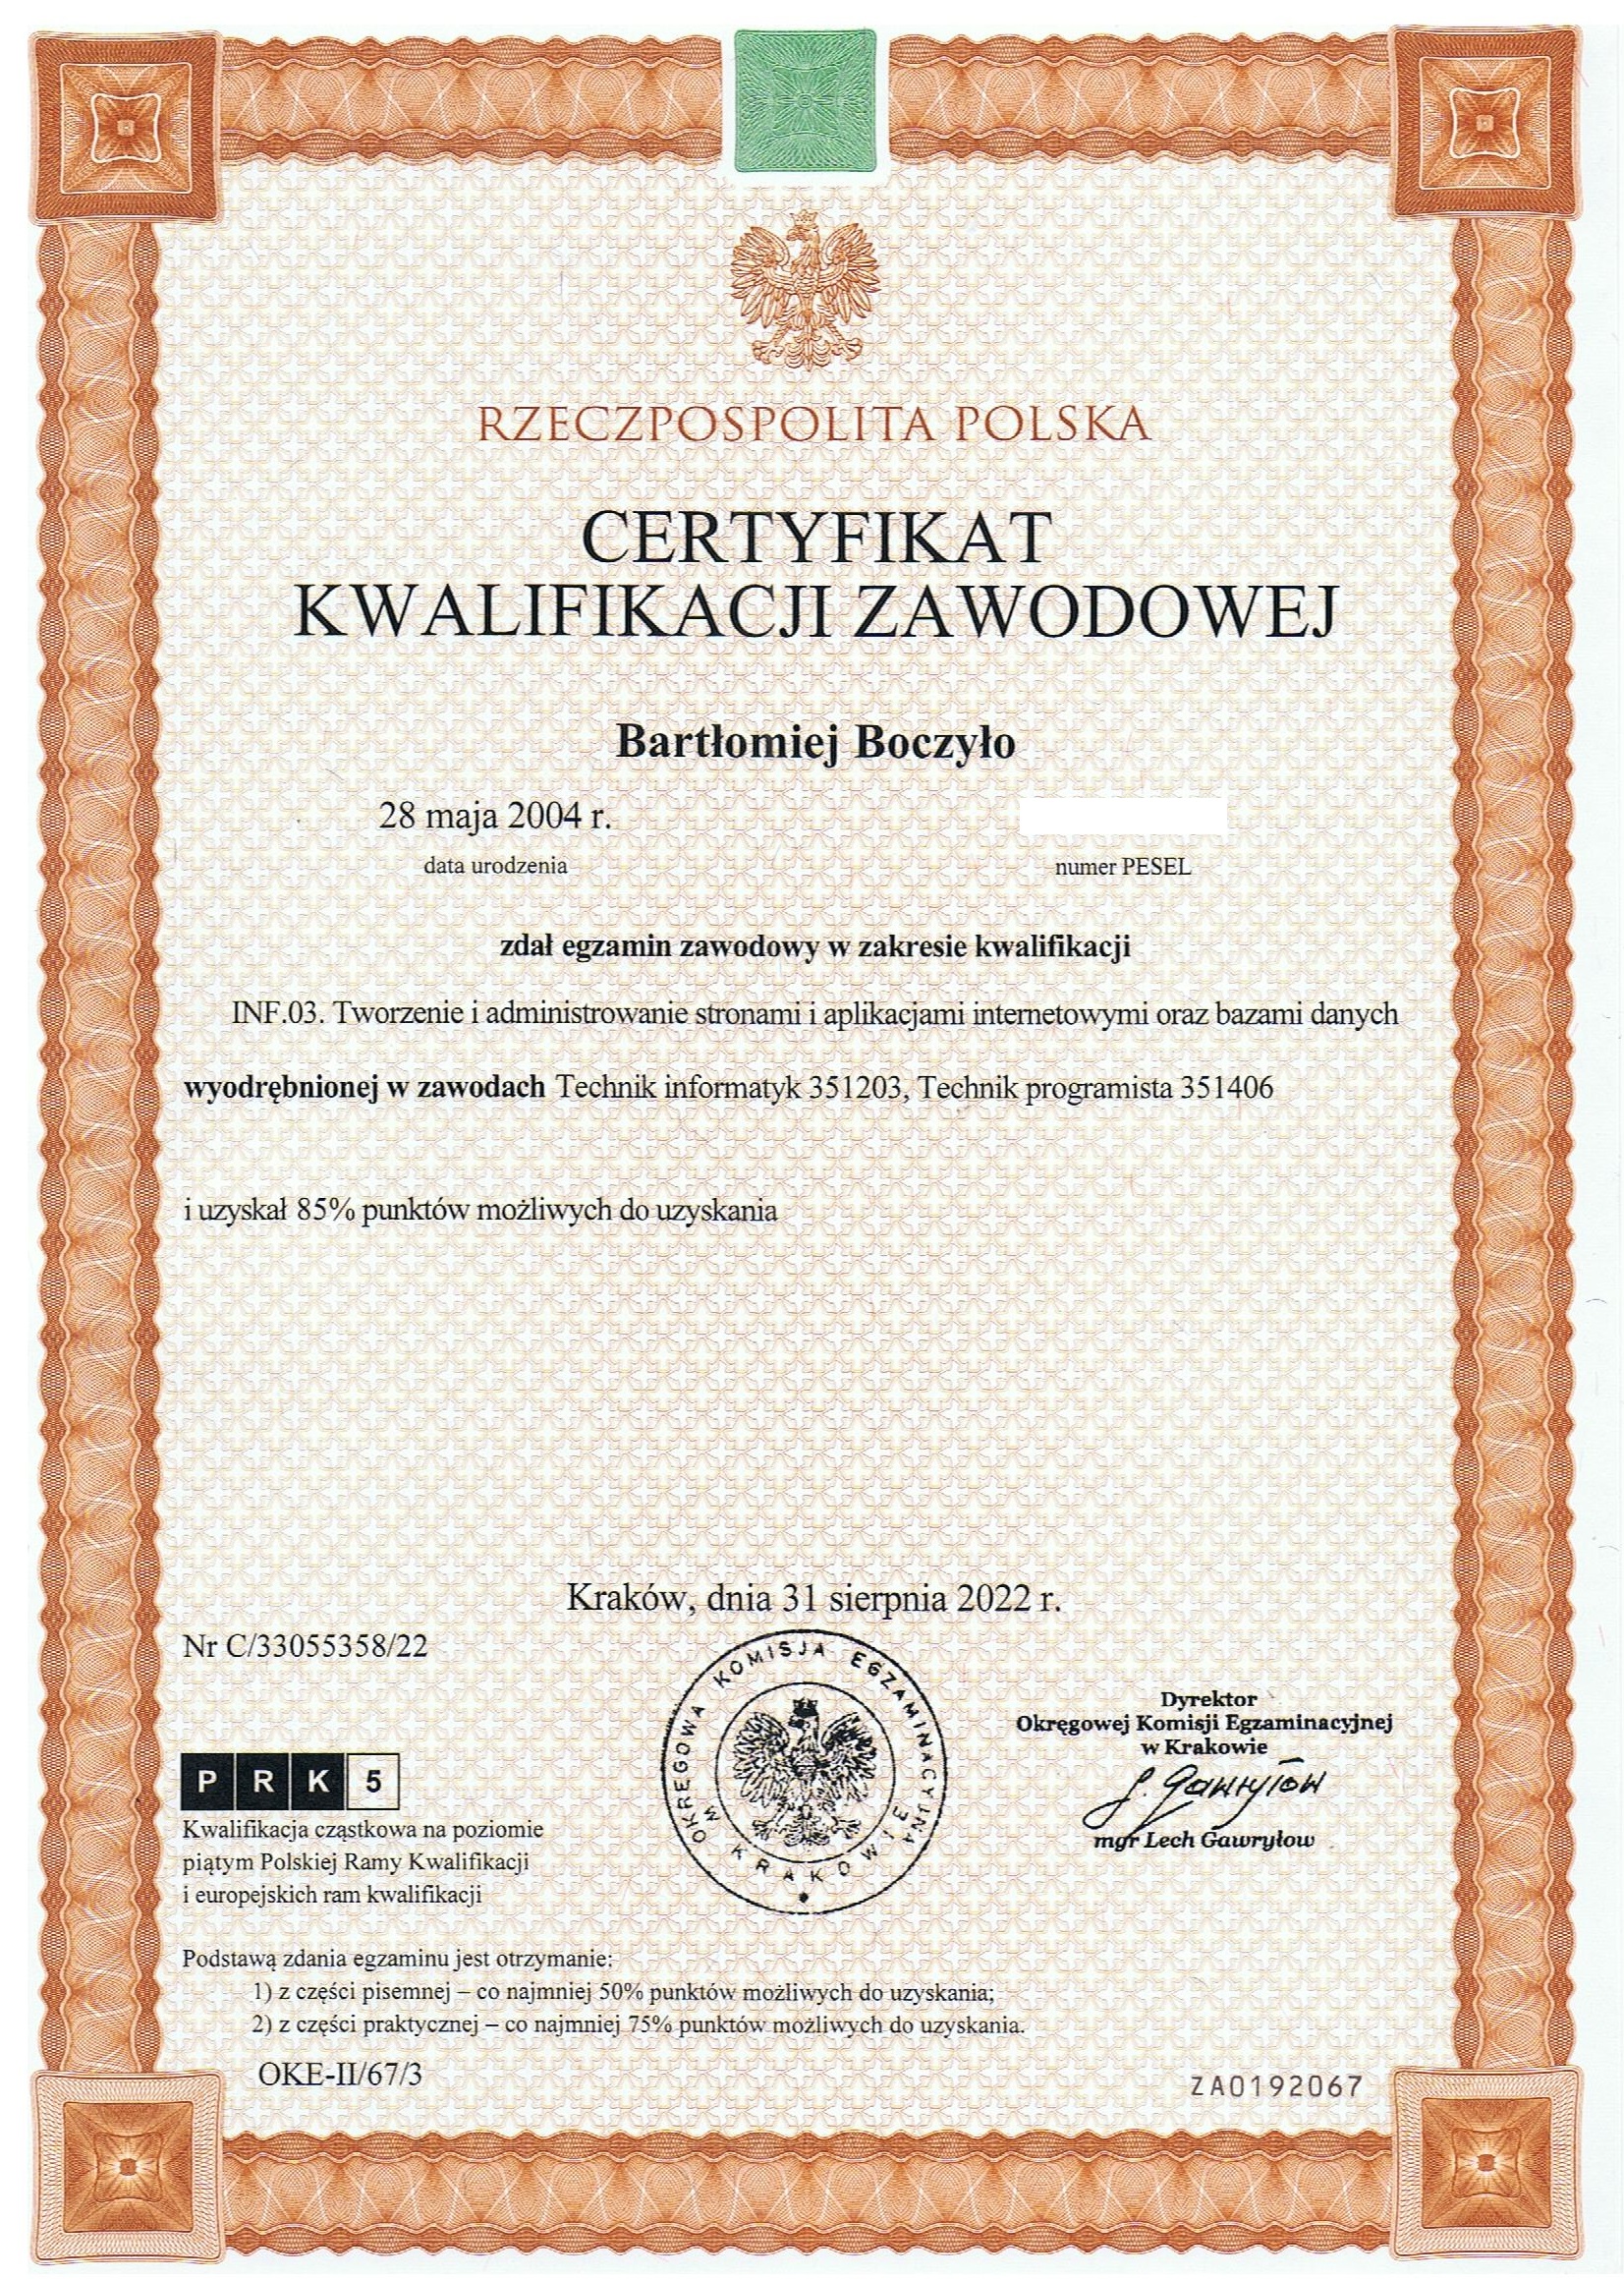 RZECZPOSPOLITA POLSKA
CERTYFIKAT
KWALIFIKACJI ZAWODOWEJ
Bartłomiej Boczyło
28 maja 2004 r.
data urodzenia
numer PESEL
zdał egzamin zawodowy w zakresie kwalifikacji
INF.03. Tworzenie i administrowanie stronami i aplikacjami internetowymi oraz bazami danych
wyodrębnionej w zawodach Technik informatyk 351203, Technik programista 351406
i uzyskał 85% punktów możliwych do uzyskania
Kraków, dnia 31 sierpnia 2022 r.
Nr C/33055358/22
OKRĘGOWA KOMISJA EGZAMINACYJNA
W KRAKOWIE
Dyrektor
Okręgowej Komisji Egzaminacyjnej
w Krakowie
L. Gawryłow
mgr Lech Gawryłow
PRK 5
Kwalifikacja cząstkowa na poziomie
piątym Polskiej Ramy Kwalifikacji
i europejskich ram kwalifikacji
Podstawą zdania egzaminu jest otrzymanie:
1) z części pisemnej – co najmniej 50% punktów możliwych do uzyskania;
2) z części praktycznej – co najmniej 75% punktów możliwych do uzyskania.
OKE-II/67/3
ZA0192067